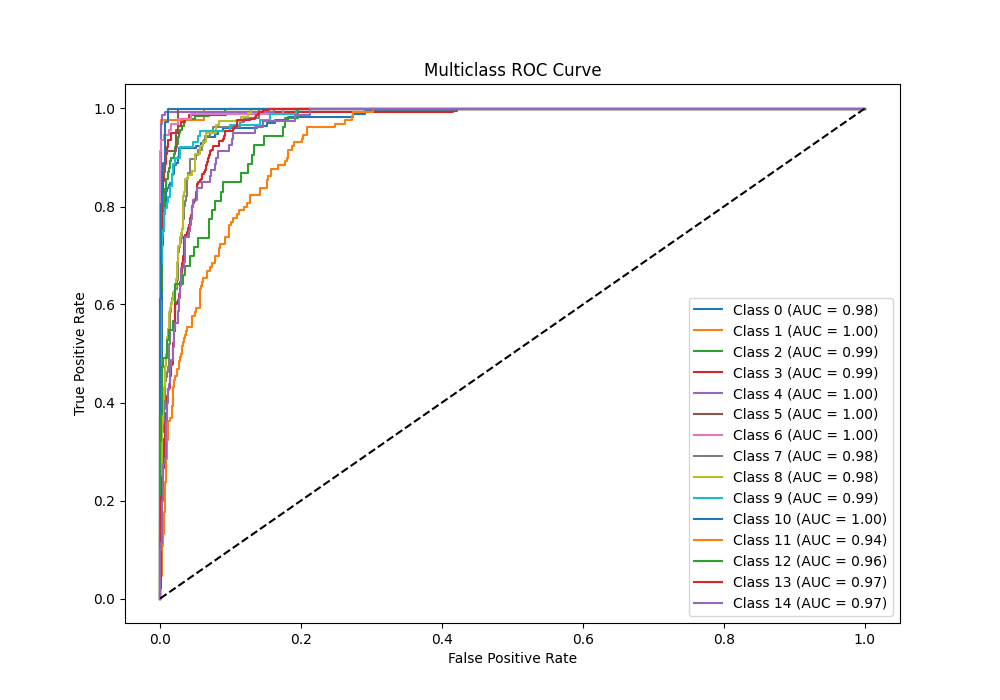 Multiclass ROC Curve
True Positive Rate
1.0
0.8
0.6
0.4
0.2
0.0
Class 0 (AUC = 0.98)
Class 1 (AUC = 1.00)
Class 2 (AUC = 0.99)
Class 3 (AUC = 0.99)
Class 4 (AUC = 1.00)
Class 5 (AUC = 1.00)
Class 6 (AUC = 1.00)
Class 7 (AUC = 0.98)
Class 8 (AUC = 0.98)
Class 9 (AUC = 0.99)
Class 10 (AUC = 1.00)
Class 11 (AUC = 0.94)
Class 12 (AUC = 0.96)
Class 13 (AUC = 0.97)
Class 14 (AUC = 0.97)
0.0 0.2 0.4 0.6 0.8 1.0
False Positive Rate